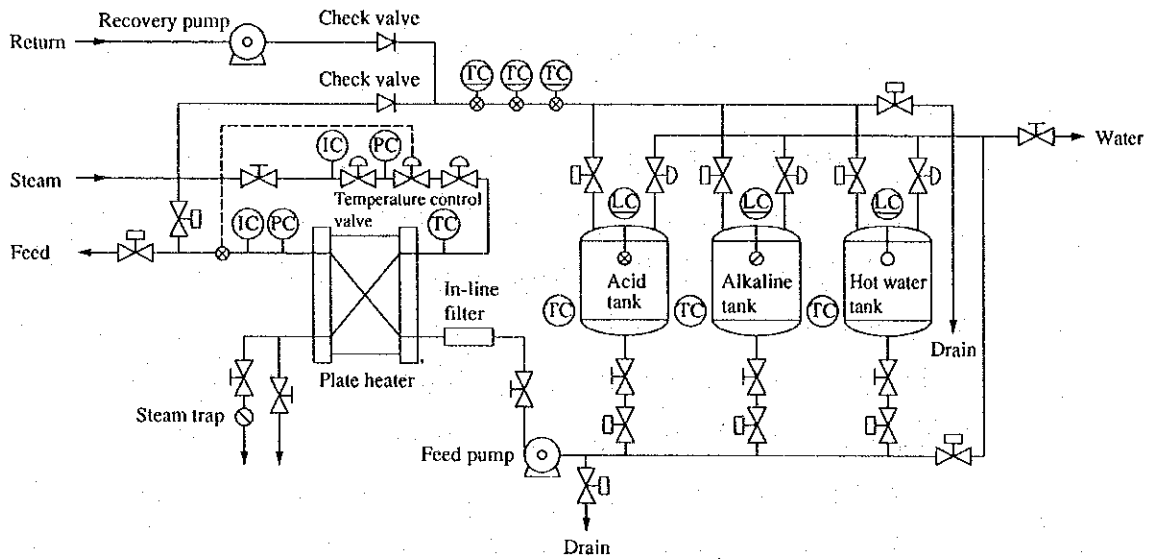 Recovery pump
Check valve
Return
TC
TC
TC
Check valve
IC
PC
Water
Steam
Temperature control
valve
LC
LC
LC
IC
PC
TC
Feed
In-line
filter
Acid
tank
Alkaline
tank
Hot water
tank
TC
TC
TC
Drain
Plate heater
Steam trap
Feed pump
Drain